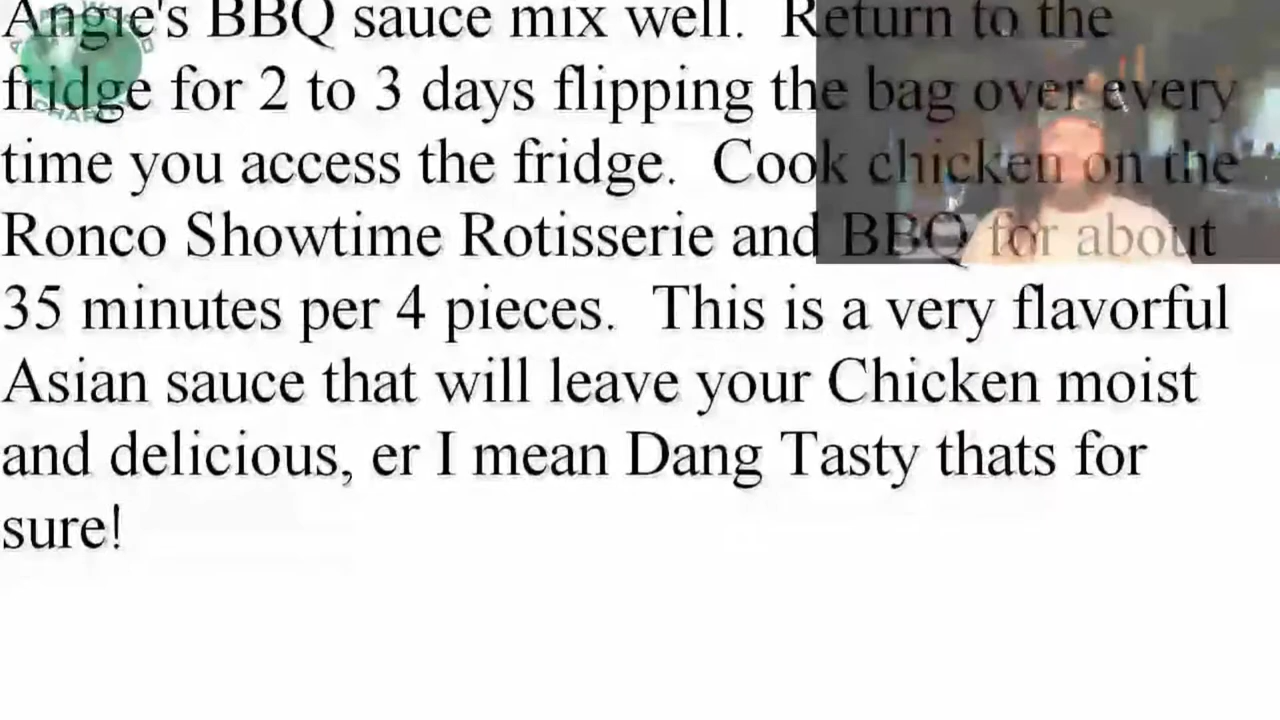 Angie's BBQ sauce mix well.  Return to the
fridge for 2 to 3 days flipping the bag over every
time you access the fridge.  Cook chicken on the
Ronco Showtime Rotisserie and BBQ for about
35 minutes per 4 pieces.  This is a very flavorful
Asian sauce that will leave your Chicken moist
and delicious, er I mean Dang Tasty thats for
sure!